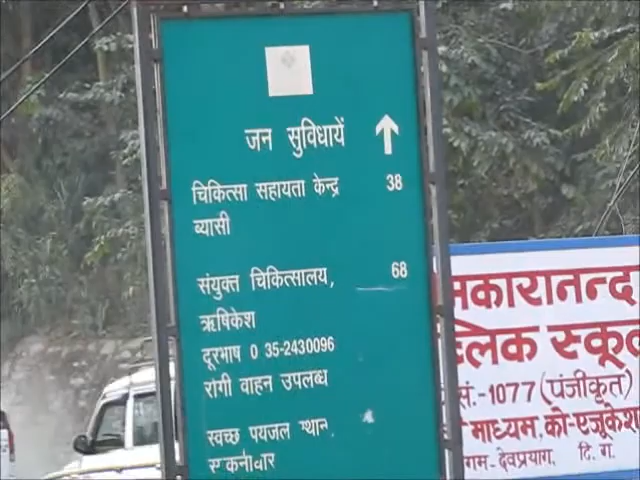 जन सुविधायें
चिकित्सा सहायता केन्द्र 38
ब्यासी
संयुक्त चिकित्सालय, 68
ऋषिकेश
दूरभाष 0 35-2430096
रोगी वाहन उपलब्ध
स्वच्छ पयजल
मकारानन्द
लिक स्कूल
सं.-1077 (पंजीकृत)
माध्यम, को-एजूकेश
गम.-देवप्रयाग, टि. ग.